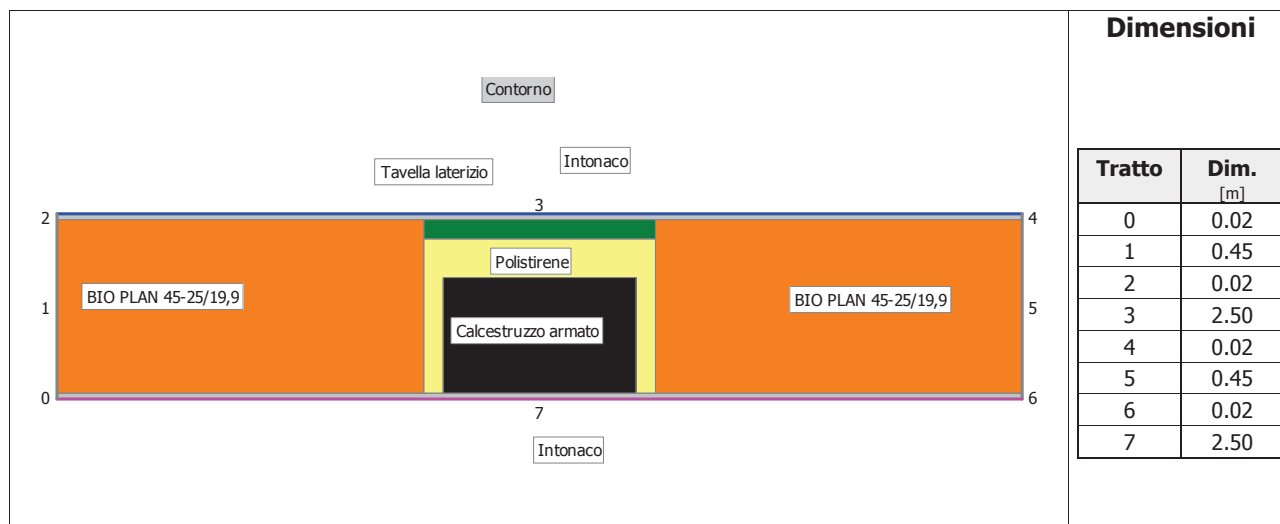 Contorno
Intonaco
Tavella laterizio
2
3
4
Polistirene
BIO PLAN 45-25/19,9
BIO PLAN 45-25/19,9
1
5
Calcestruzzo armato
0
6
7
Intonaco
Dimensioni
Tratto Dim.
[m]
0 0.02
1 0.45
2 0.02
3 2.50
4 0.02
5 0.45
6 0.02
7 2.50